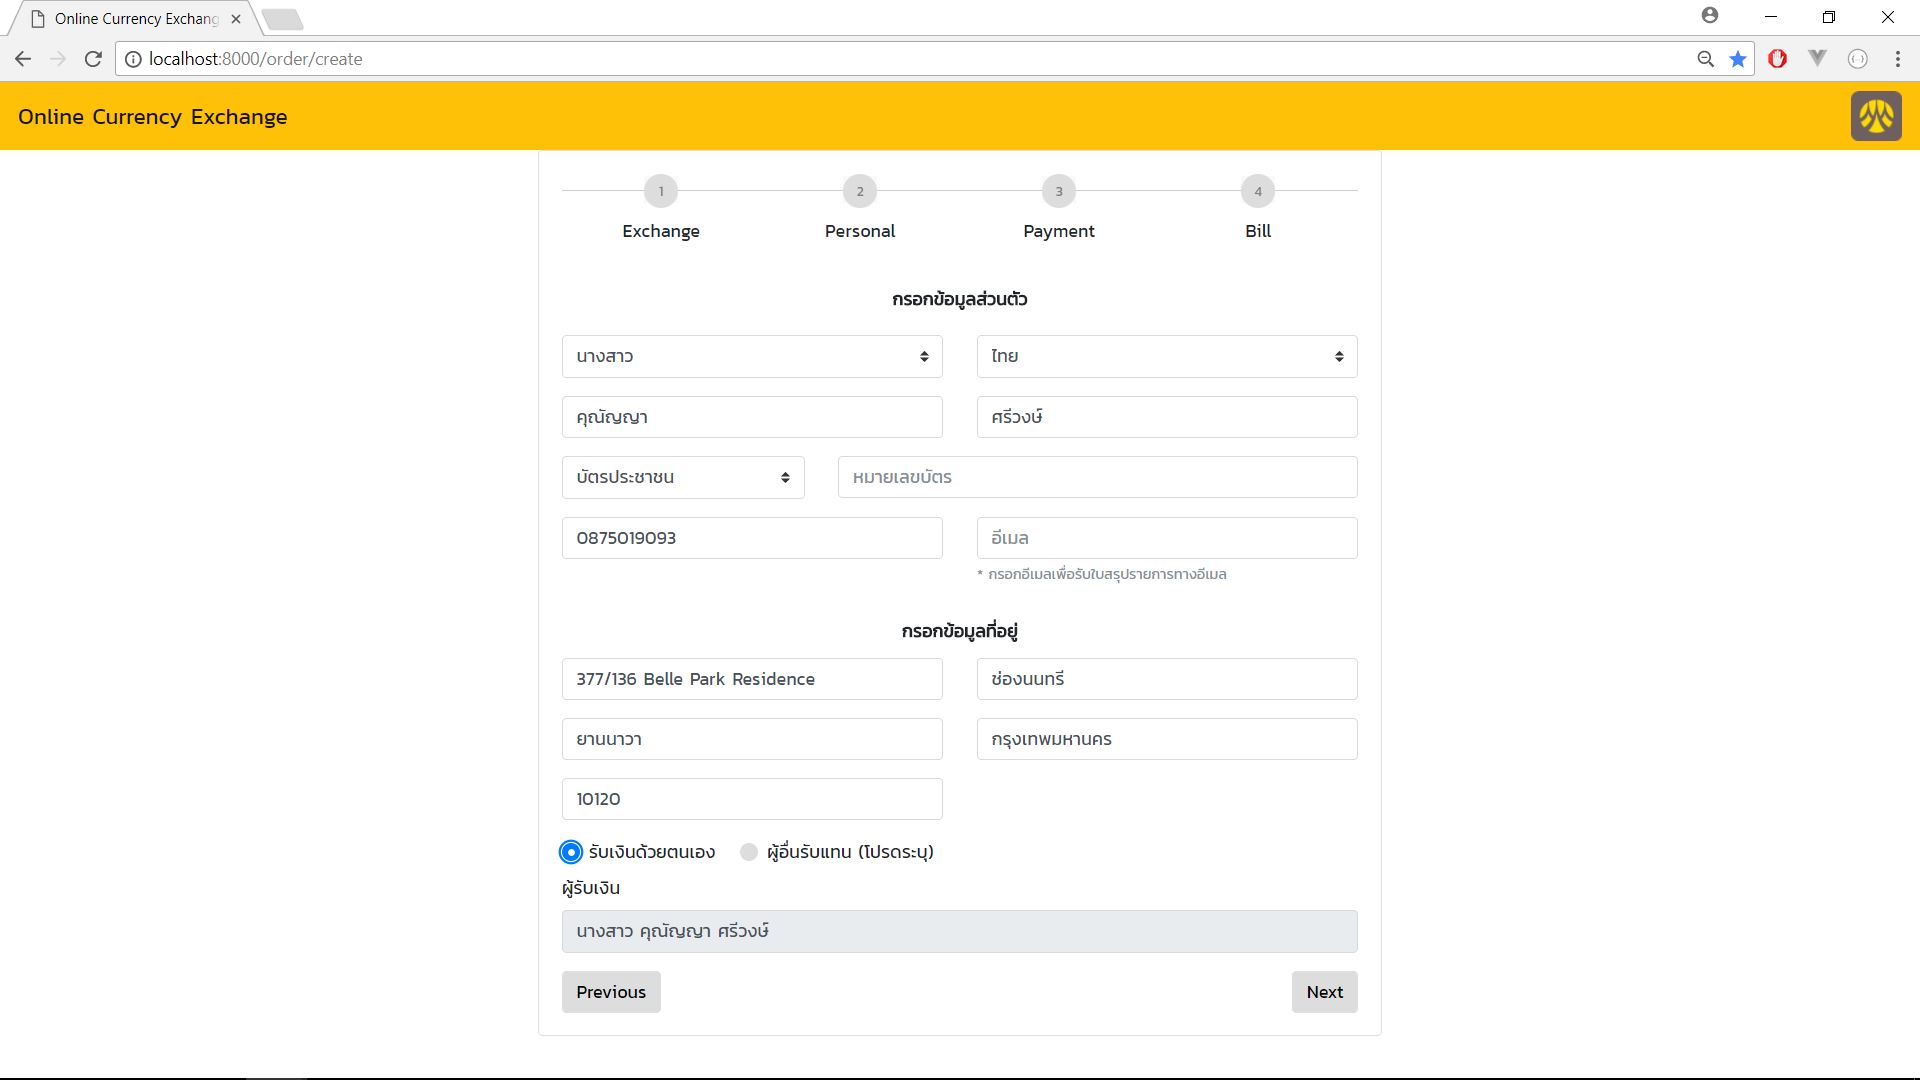 Online Currency Exchang
localhost:8000/order/create
Online Currency Exchange
1 2 3 4
Exchange Personal Payment Bill
กรอกข้อมูลส่วนตัว
นางสาว ไทย
คุณัญญา ศรีวงษ์
บัตรประชาชน หมายเลขบัตร
0875019093 อีเมล
* กรอกอีเมลเพื่อรับใบสรุปรายการทางอีเมล
กรอกข้อมูลที่อยู่
377/136 Belle Park Residence ช่องนนทรี
ยานนาวา กรุงเทพมหานคร
10120
รับเงินด้วยตนเอง ผู้อื่นรับแทน (โปรดระบุ)
ผู้รับเงิน
นางสาว คุณัญญา ศรีวงษ์
Previous Next